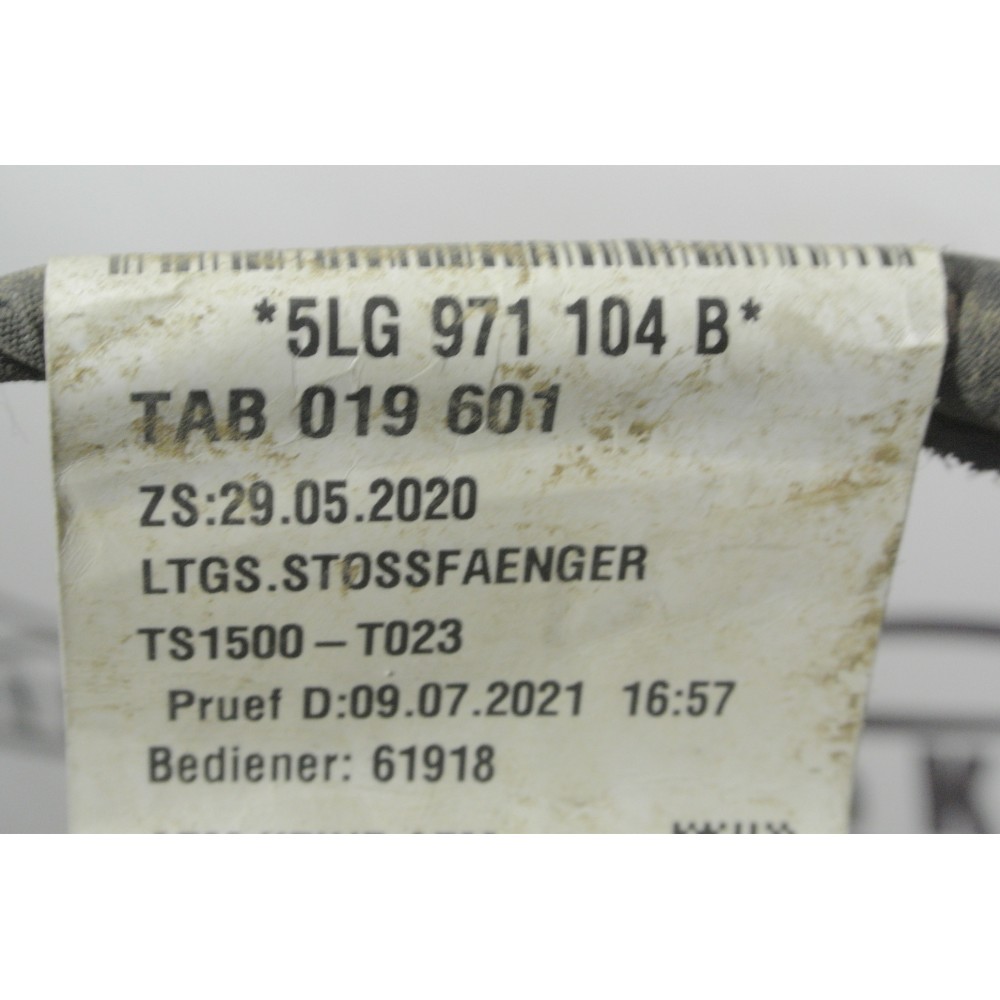 *5LG 971 104 B*
TAB 019 601
ZS:29.05.2020
LTGS.STOSSFAENGER
TS1500-T023
Pruef D:09.07.2021 16:57
Bediener: 61918